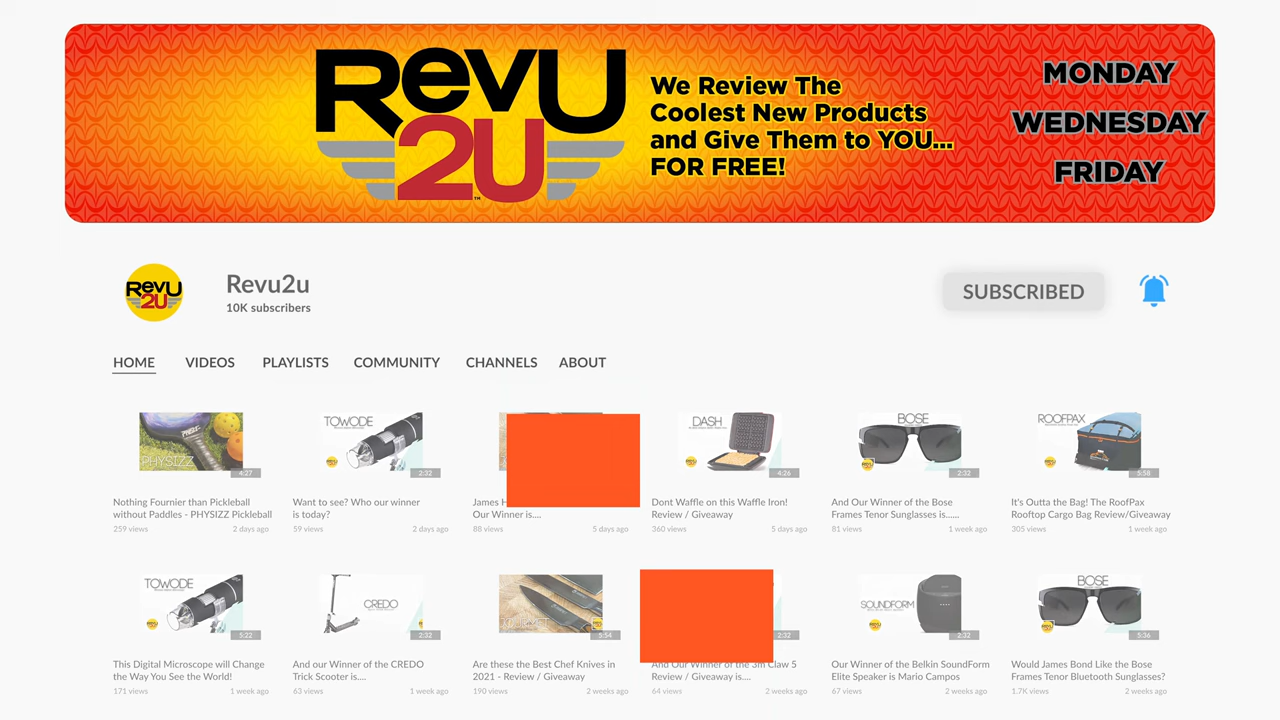 RevU
2U
TM
We Review The
Coolest New Products
and Give Them to YOU...
FOR FREE!
MONDAY
WEDNESDAY
FRIDAY
RevU
2U
Revu2u
10K subscribers
SUBSCRIBED
HOME VIDEOS PLAYLISTS COMMUNITY CHANNELS ABOUT
PHYSIZZ
4:27
Nothing Fournier than Pickleball
without Paddles - PHYSIZZ Pickleball
259 views 2 days ago
TOWODE
2:32
Want to see? Who our winner
is today?
59 views 2 days ago
James
Our Winner is....
88 views 5 days ago
DASH
4:26
Dont Waffle on this Waffle Iron!
Review / Giveaway
360 views 5 days ago
BOSE
2:32
And Our Winner of the Bose
Frames Tenor Sunglasses is......
81 views 1 week ago
ROOFPAX
5:58
It's Outta the Bag! The RoofPax
Rooftop Cargo Bag Review/Giveaway
305 views 1 week ago
TOWODE
5:22
This Digital Microscope will Change
the Way You See the World!
171 views 1 week ago
CREDO
2:32
And our Winner of the CREDO
Trick Scooter is....
63 views 1 week ago
5:54
Are these the Best Chef Knives in
2021 - Review / Giveaway
190 views 2 weeks ago
2:32
And Our Winner of the 3m Claw 5
Review / Giveaway is....
64 views 2 weeks ago
SOUNDFORM
2:32
Our Winner of the Belkin SoundForm
Elite Speaker is Mario Campos
67 views 2 weeks ago
BOSE
5:36
Would James Bond Like the Bose
Frames Tenor Bluetooth Sunglasses?
1.7K views 2 weeks ago